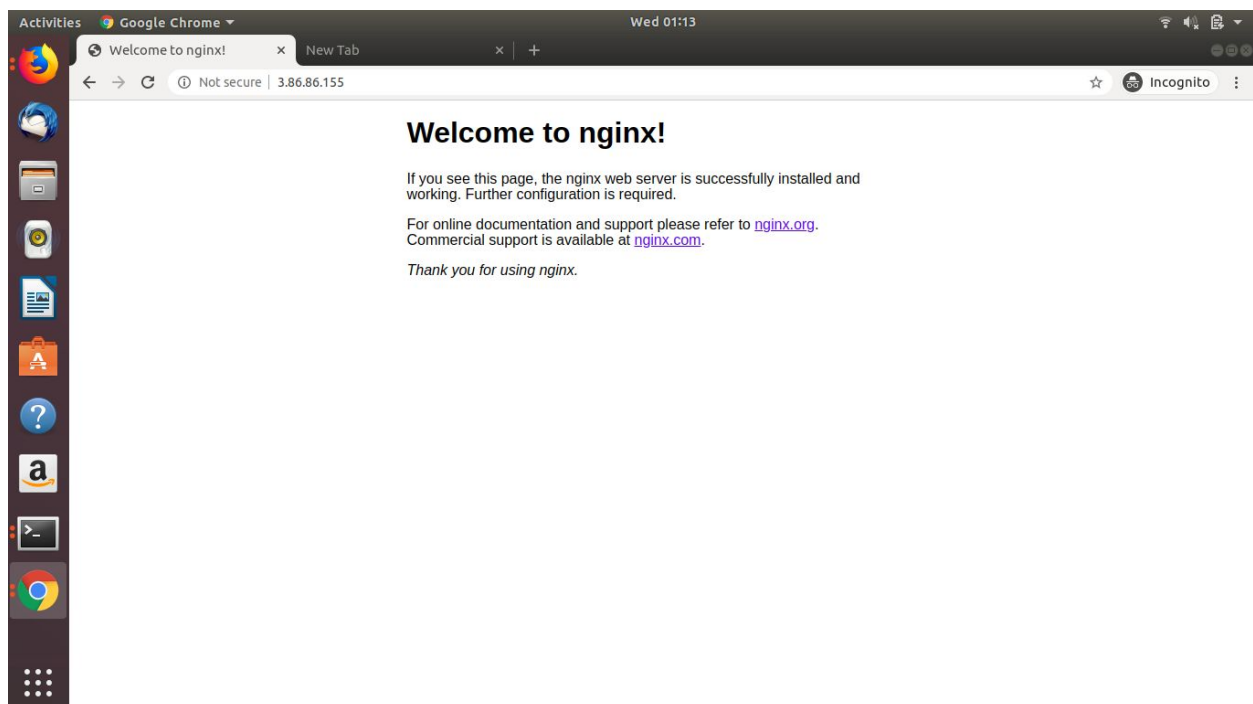 Activities Google Chrome Wed 01:13
Welcome to nginx! New Tab
Not secure 3.86.86.155 Incognito
Welcome to nginx!
If you see this page, the nginx web server is successfully installed and
working. Further configuration is required.
For online documentation and support please refer to nginx.org.
Commercial support is available at nginx.com.
Thank you for using nginx.